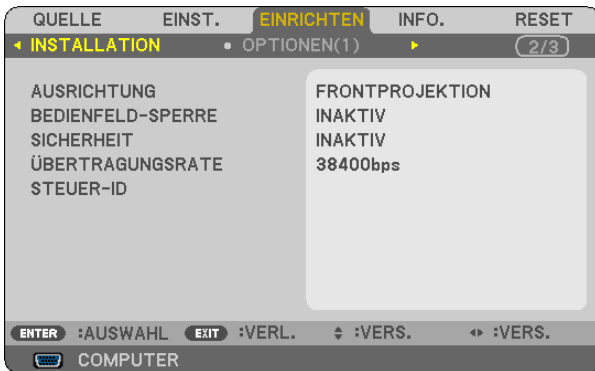 QUELLE EINST. EINRICHTEN INFO. RESET
INSTALLATION OPTIONEN(1) 2/3
AUSRICHTUNG FRONTPROJEKTION
BEDIENFELD-SPERRE INAKTIV
SICHERHEIT INAKTIV
ÜBERTRAGUNGSRATE 38400bps
STEUER-ID
ENTER :AUSWAHL EXIT :VERL. :VERS. :VERS.
COMPUTER